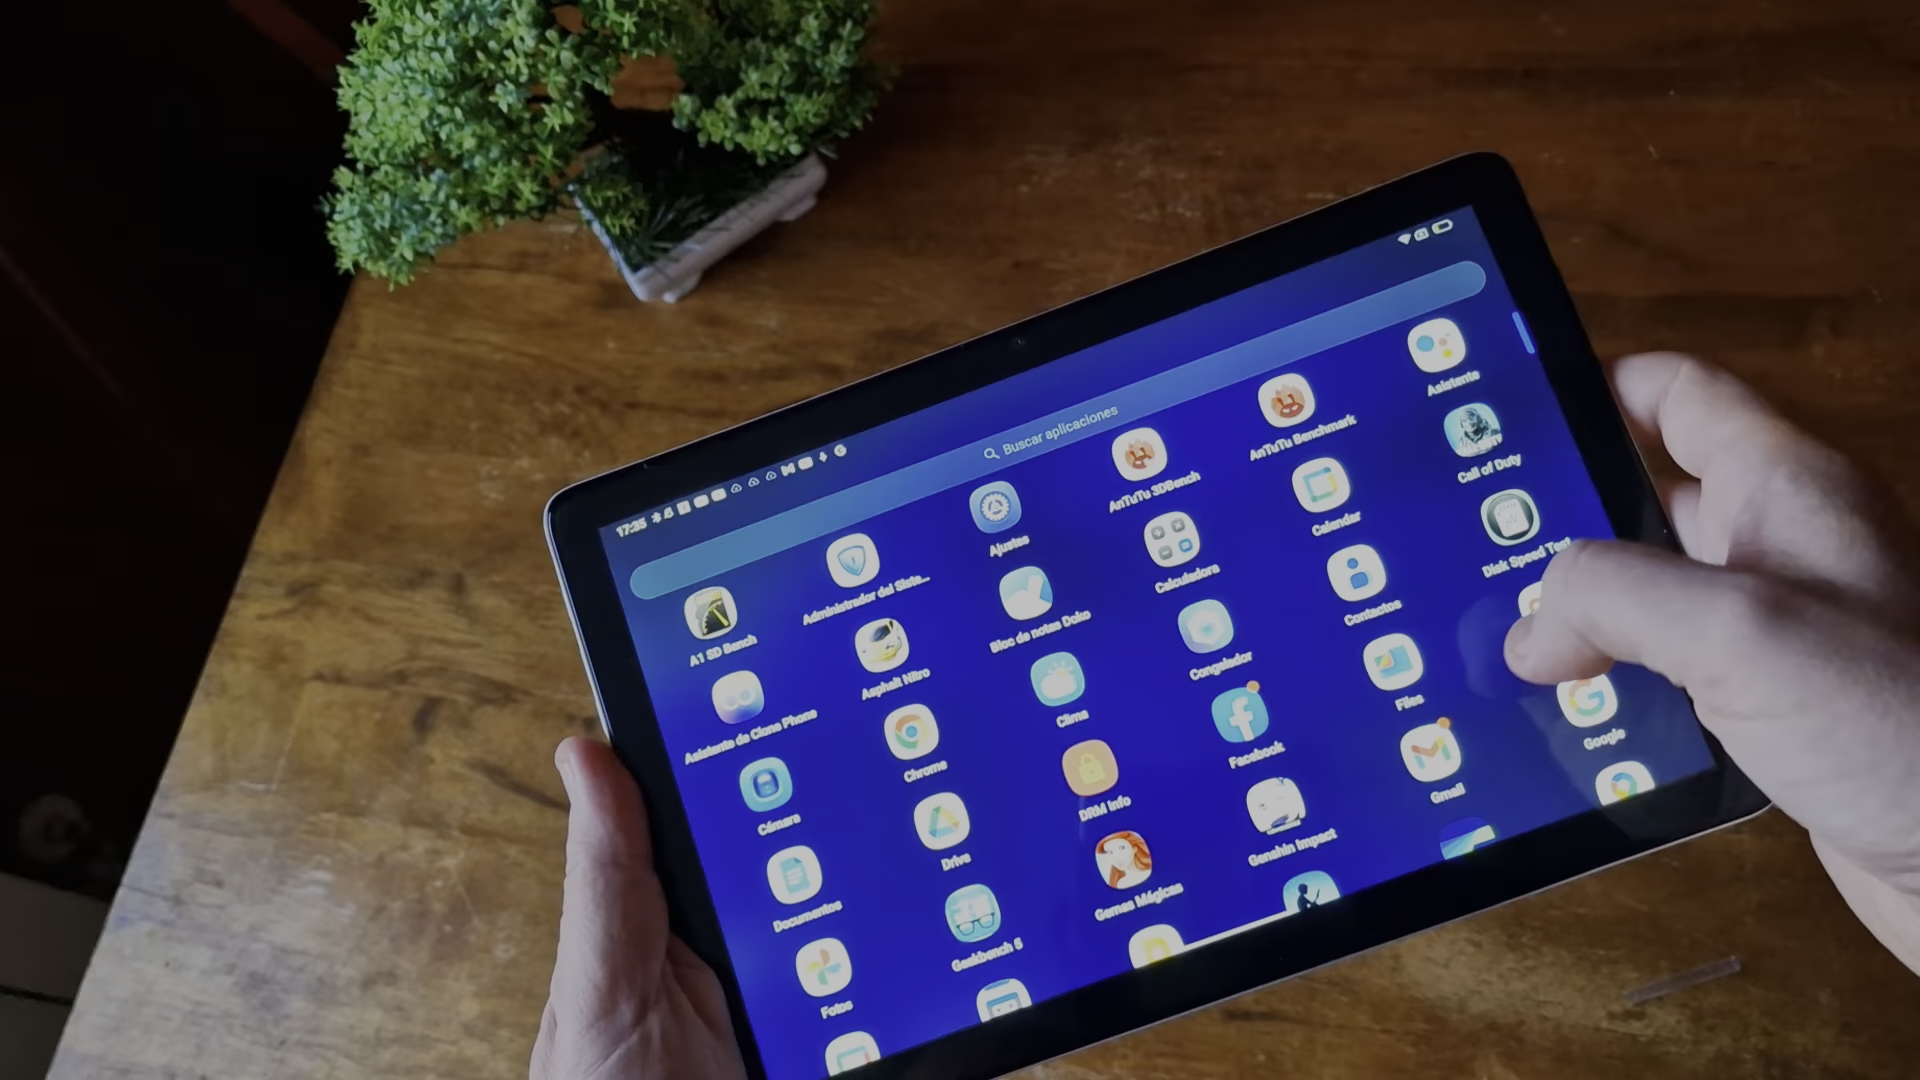 17:35
Buscar aplicaciones
A1 SD Bench
Administrador del Siste...
Ajustes
AnTuTu 3DBench
AnTuTu Benchmark
Asistente
Asistente de Clone Phone
Asphalt Nitro
Bloc de notas Doko
Calculadora
Calendar
Call of Duty
Cámara
Chrome
Clima
Congelador
Contactos
Disk Speed Test
Documentos
Drive
DRM Info
Facebook
Files
Fotos
Geekbench 6
Gemas Mágicas
Genshin Impact
Gmail
Google